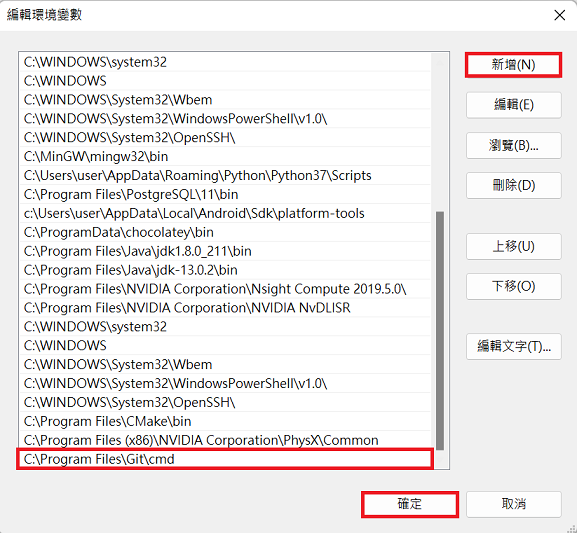 編輯環境變數
C:\WINDOWS\system32
C:\WINDOWS
C:\WINDOWS\System32\Wbem
C:\WINDOWS\System32\WindowsPowerShell\v1.0\
C:\WINDOWS\System32\OpenSSH\
C:\MinGW\mingw32\bin
C:\Users\user\AppData\Roaming\Python\Python37\Scripts
C:\Program Files\PostgreSQL\11\bin
c:\Users\user\AppData\Local\Android\Sdk\platform-tools
C:\ProgramData\chocolatey\bin
C:\Program Files\Java\jdk1.8.0_211\bin
C:\Program Files\Java\jdk-13.0.2\bin
C:\Program Files\NVIDIA Corporation\Nsight Compute 2019.5.0\
C:\Program Files\NVIDIA Corporation\NVIDIA NvDLISR
C:\WINDOWS\system32
C:\WINDOWS
C:\WINDOWS\System32\Wbem
C:\WINDOWS\System32\WindowsPowerShell\v1.0\
C:\WINDOWS\System32\OpenSSH\
C:\Program Files\CMake\bin
C:\Program Files (x86)\NVIDIA Corporation\PhysX\Common
C:\Program Files\Git\cmd
新增(N)
編輯(E)
瀏覽(B)...
刪除(D)
上移(U)
下移(O)
編輯文字(T)...
確定
取消